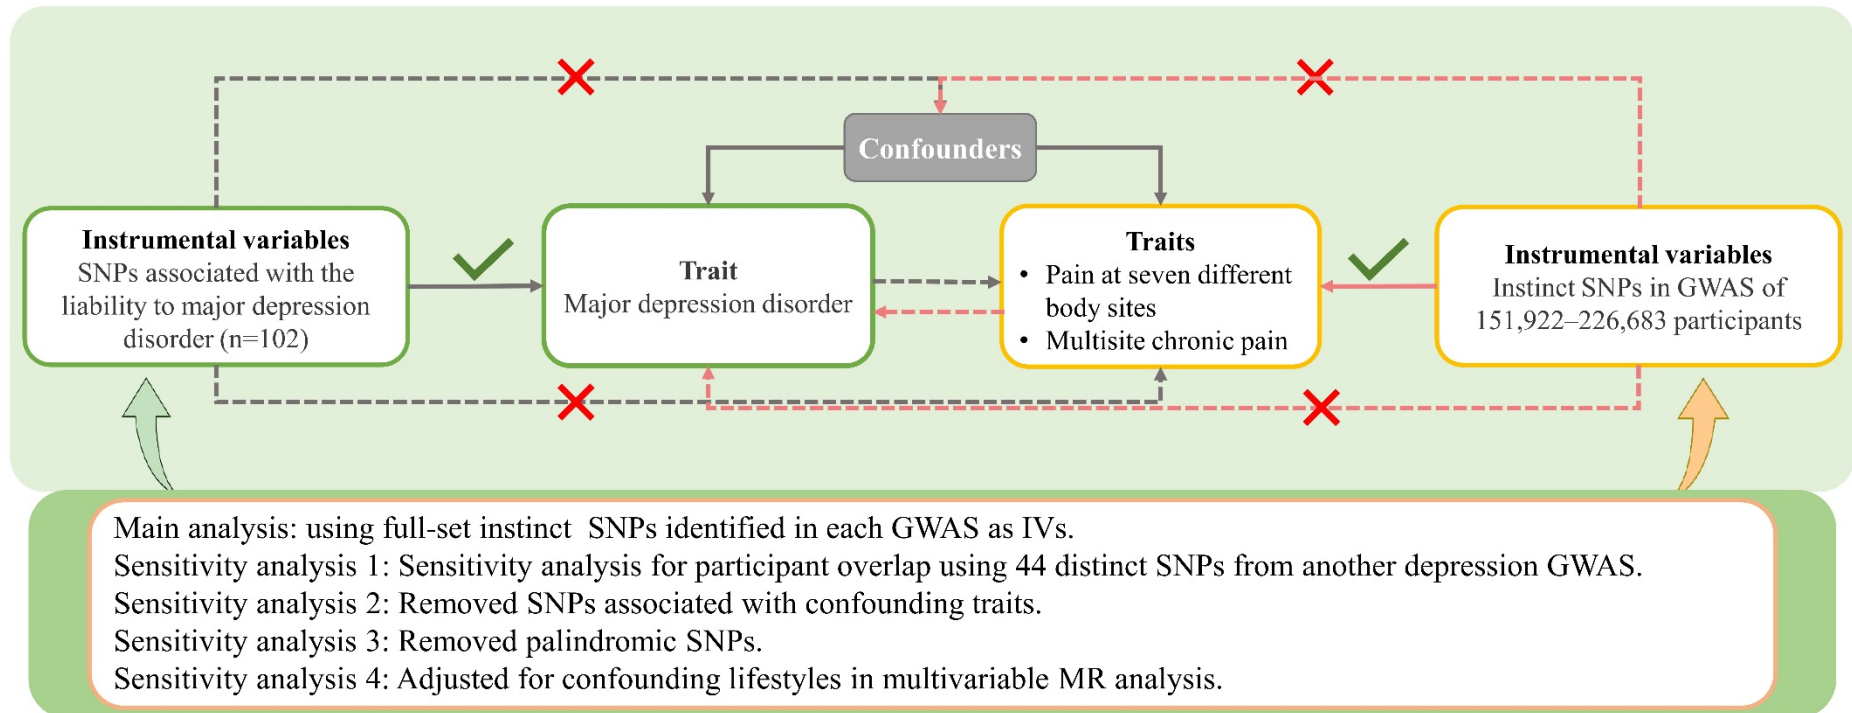 Confounders
Instrumental variables
SNPs associated with the
liability to major depression
disorder (n=102)
Trait
Major depression disorder
Traits
• Pain at seven different
body sites
• Multisite chronic pain
Instrumental variables
Instinct SNPs in GWAS of
151,922–226,683 participants
Main analysis: using full-set instinct SNPs identified in each GWAS as IVs.
Sensitivity analysis 1: Sensitivity analysis for participant overlap using 44 distinct SNPs from another depression GWAS.
Sensitivity analysis 2: Removed SNPs associated with confounding traits.
Sensitivity analysis 3: Removed palindromic SNPs.
Sensitivity analysis 4: Adjusted for confounding lifestyles in multivariable MR analysis.